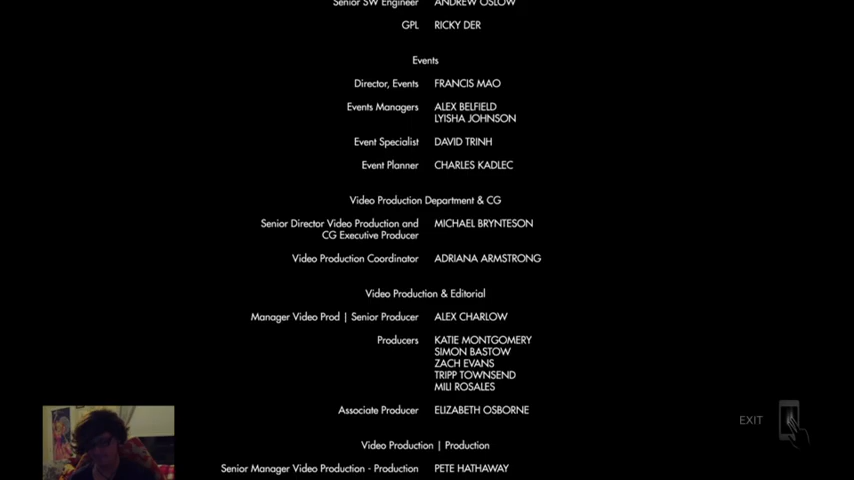 Senior SW Engineer ANDREW OSLOW
GPL RICKY DER
Events
Director, Events FRANCIS MAO
Events Managers ALEX BELFIELD
LYISHA JOHNSON
Event Specialist DAVID TRINH
Event Planner CHARLES KADLEC
Video Production Department & CG
Senior Director Video Production and MICHAEL BRYNTESON
CG Executive Producer
Video Production Coordinator ADRIANA ARMSTRONG
Video Production & Editorial
Manager Video Prod | Senior Producer ALEX CHARLOW
Producers KATIE MONTGOMERY
SIMON BASTOW
ZACH EVANS
TRIPP TOWNSEND
MILI ROSALES
Associate Producer ELIZABETH OSBORNE
EXIT
Video Production | Production
Senior Manager Video Production - Production PETE HATHAWAY